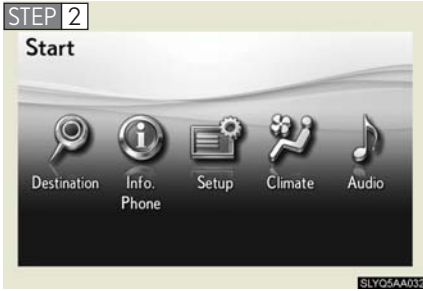 STEP 2
Start
Destination
Info.
Phone
Setup
Climate
Audio
SLYQ5AA032